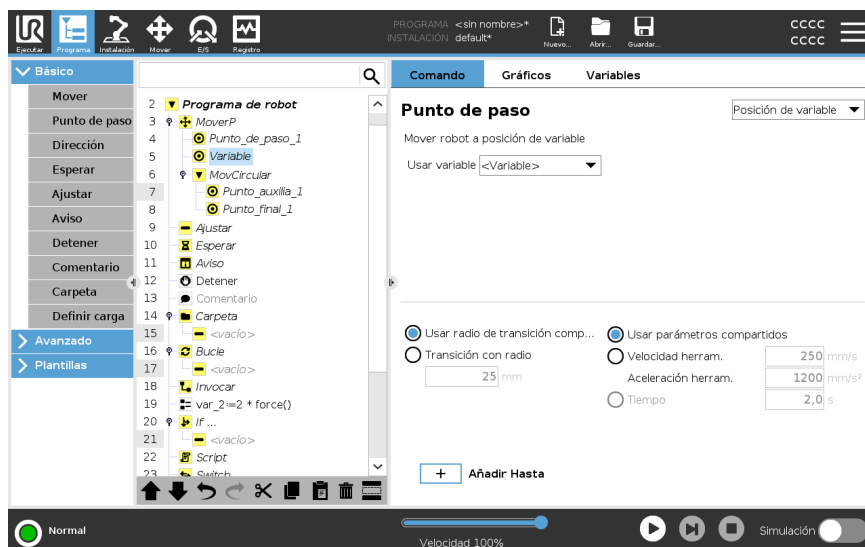 PROGRAMA <sin nombre>*
INSTALACIÓN default*
Ejecutar
Programa
Instalación
Mover
E/S
Registro
Nuevo...
Abrir...
Guardar...
CCCC
CCCC
Básico
Mover
Punto de paso
Dirección
Esperar
Ajustar
Aviso
Detener
Comentario
Carpeta
Definir carga
Avanzado
Plantillas
2 Programa de robot
3 MoverP
4 Punto_de_paso_1
5 Variable
6 MovCircular
7 Punto_auxilia_1
8 Punto_final_1
9 Ajustar
10 Esperar
11 Aviso
12 Detener
13 Comentario
14 Carpeta
15 <vacío>
16 Bucle
17 <vacío>
18 Invocar
19 var_2:=2 * force()
20 If ...
21 <vacío>
22 Script
23 Switch
Comando Gráficos Variables
Punto de paso
Posición de variable
Mover robot a posición de variable
Usar variable <Variable>
Usar radio de transición comp...
Transición con radio
25 mm
Usar parámetros compartidos
Velocidad herram. 250 mm/s
Aceleración herram. 1200 mm/s²
Tiempo 2,0 s
+ Añadir Hasta
Normal
Velocidad 100%
Simulación